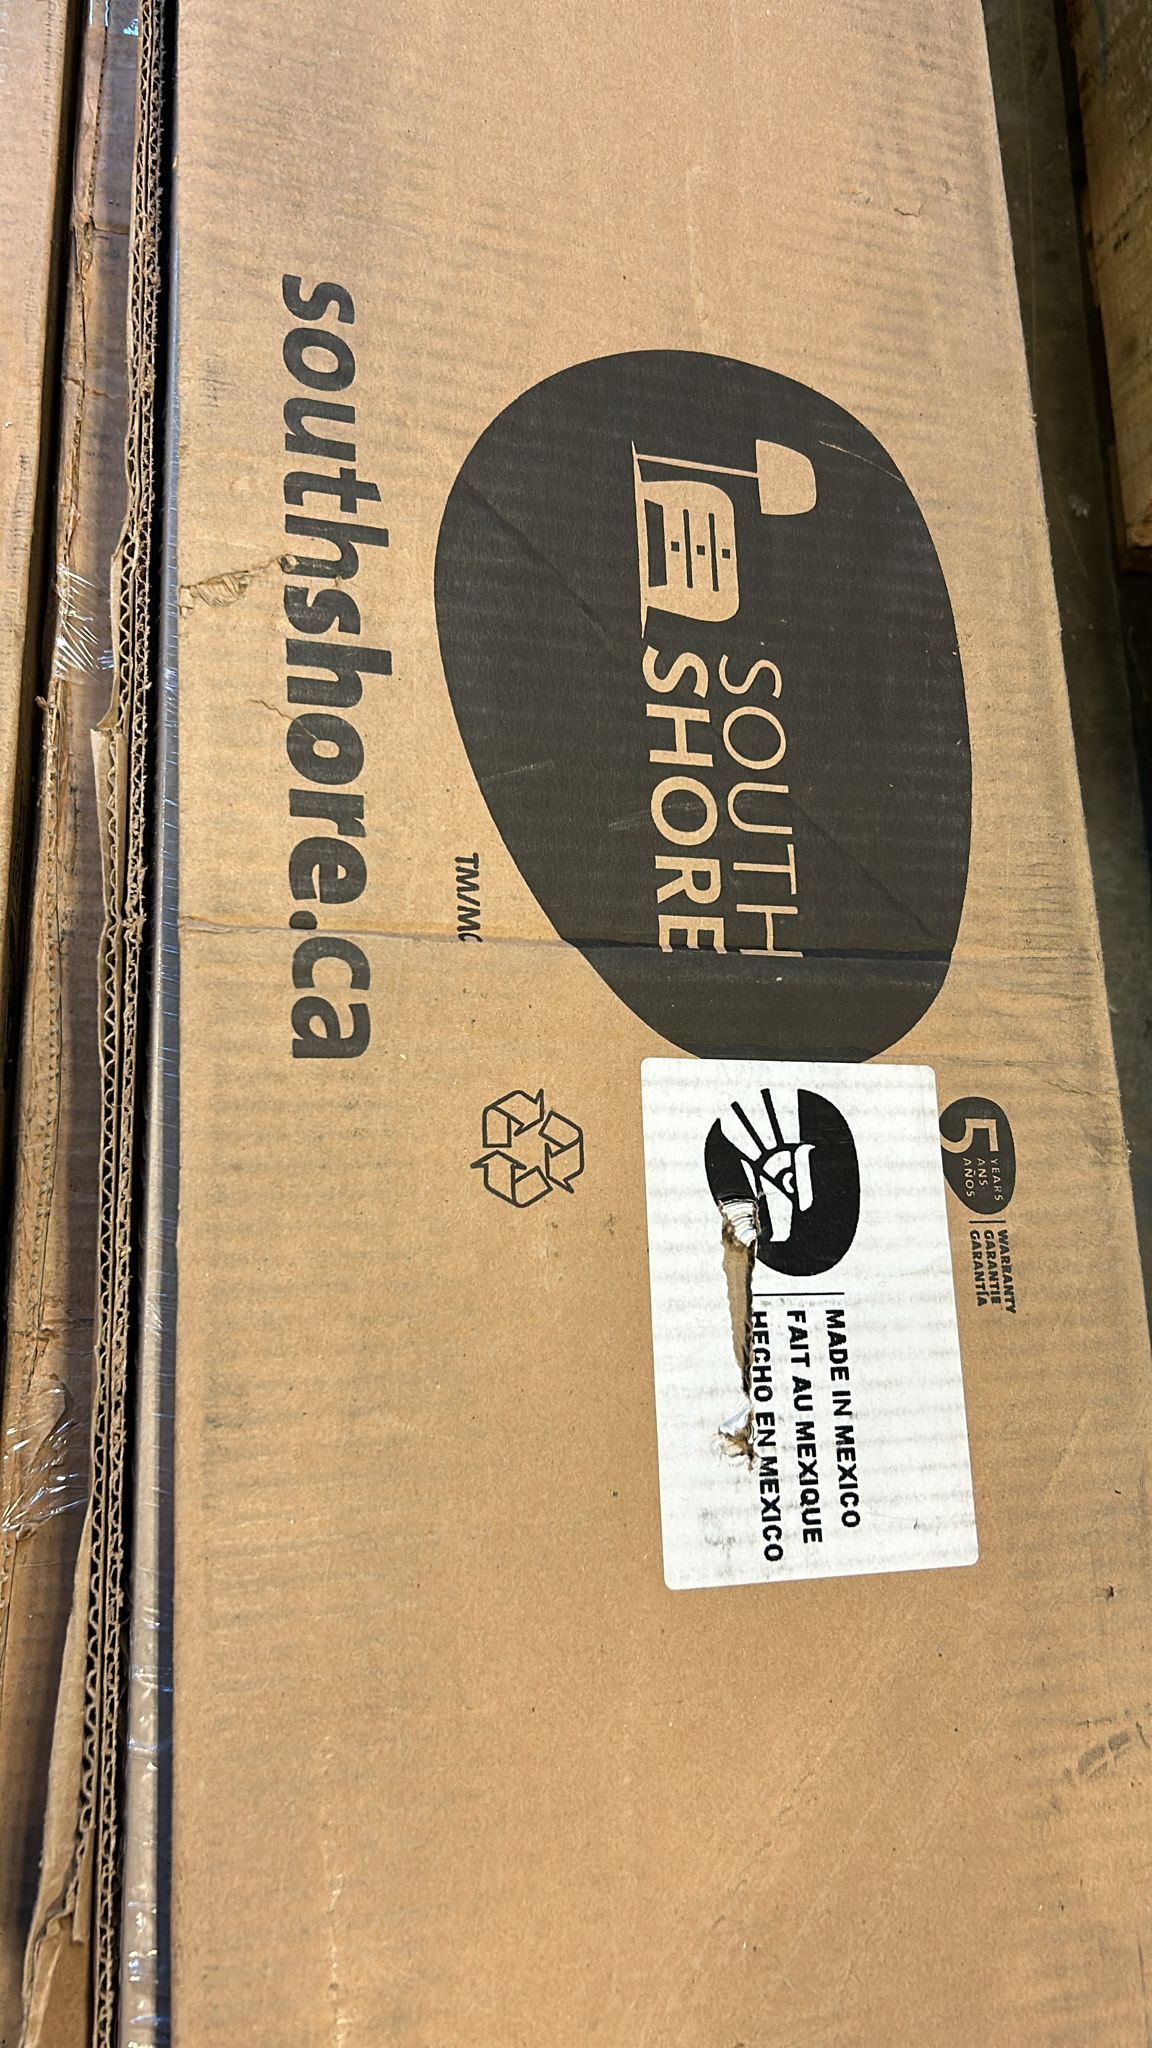 5 YEARS
ANS
AÑOS
WARRANTY
GARANTIE
GARANTÍA
SOUTH
SHORE
TM/MC
southshore.ca
MADE IN MEXICO
FAIT AU MEXIQUE
HECHO EN MEXICO